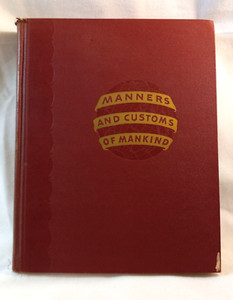 MANNERS
AND CUSTOMS
OF MANKIND